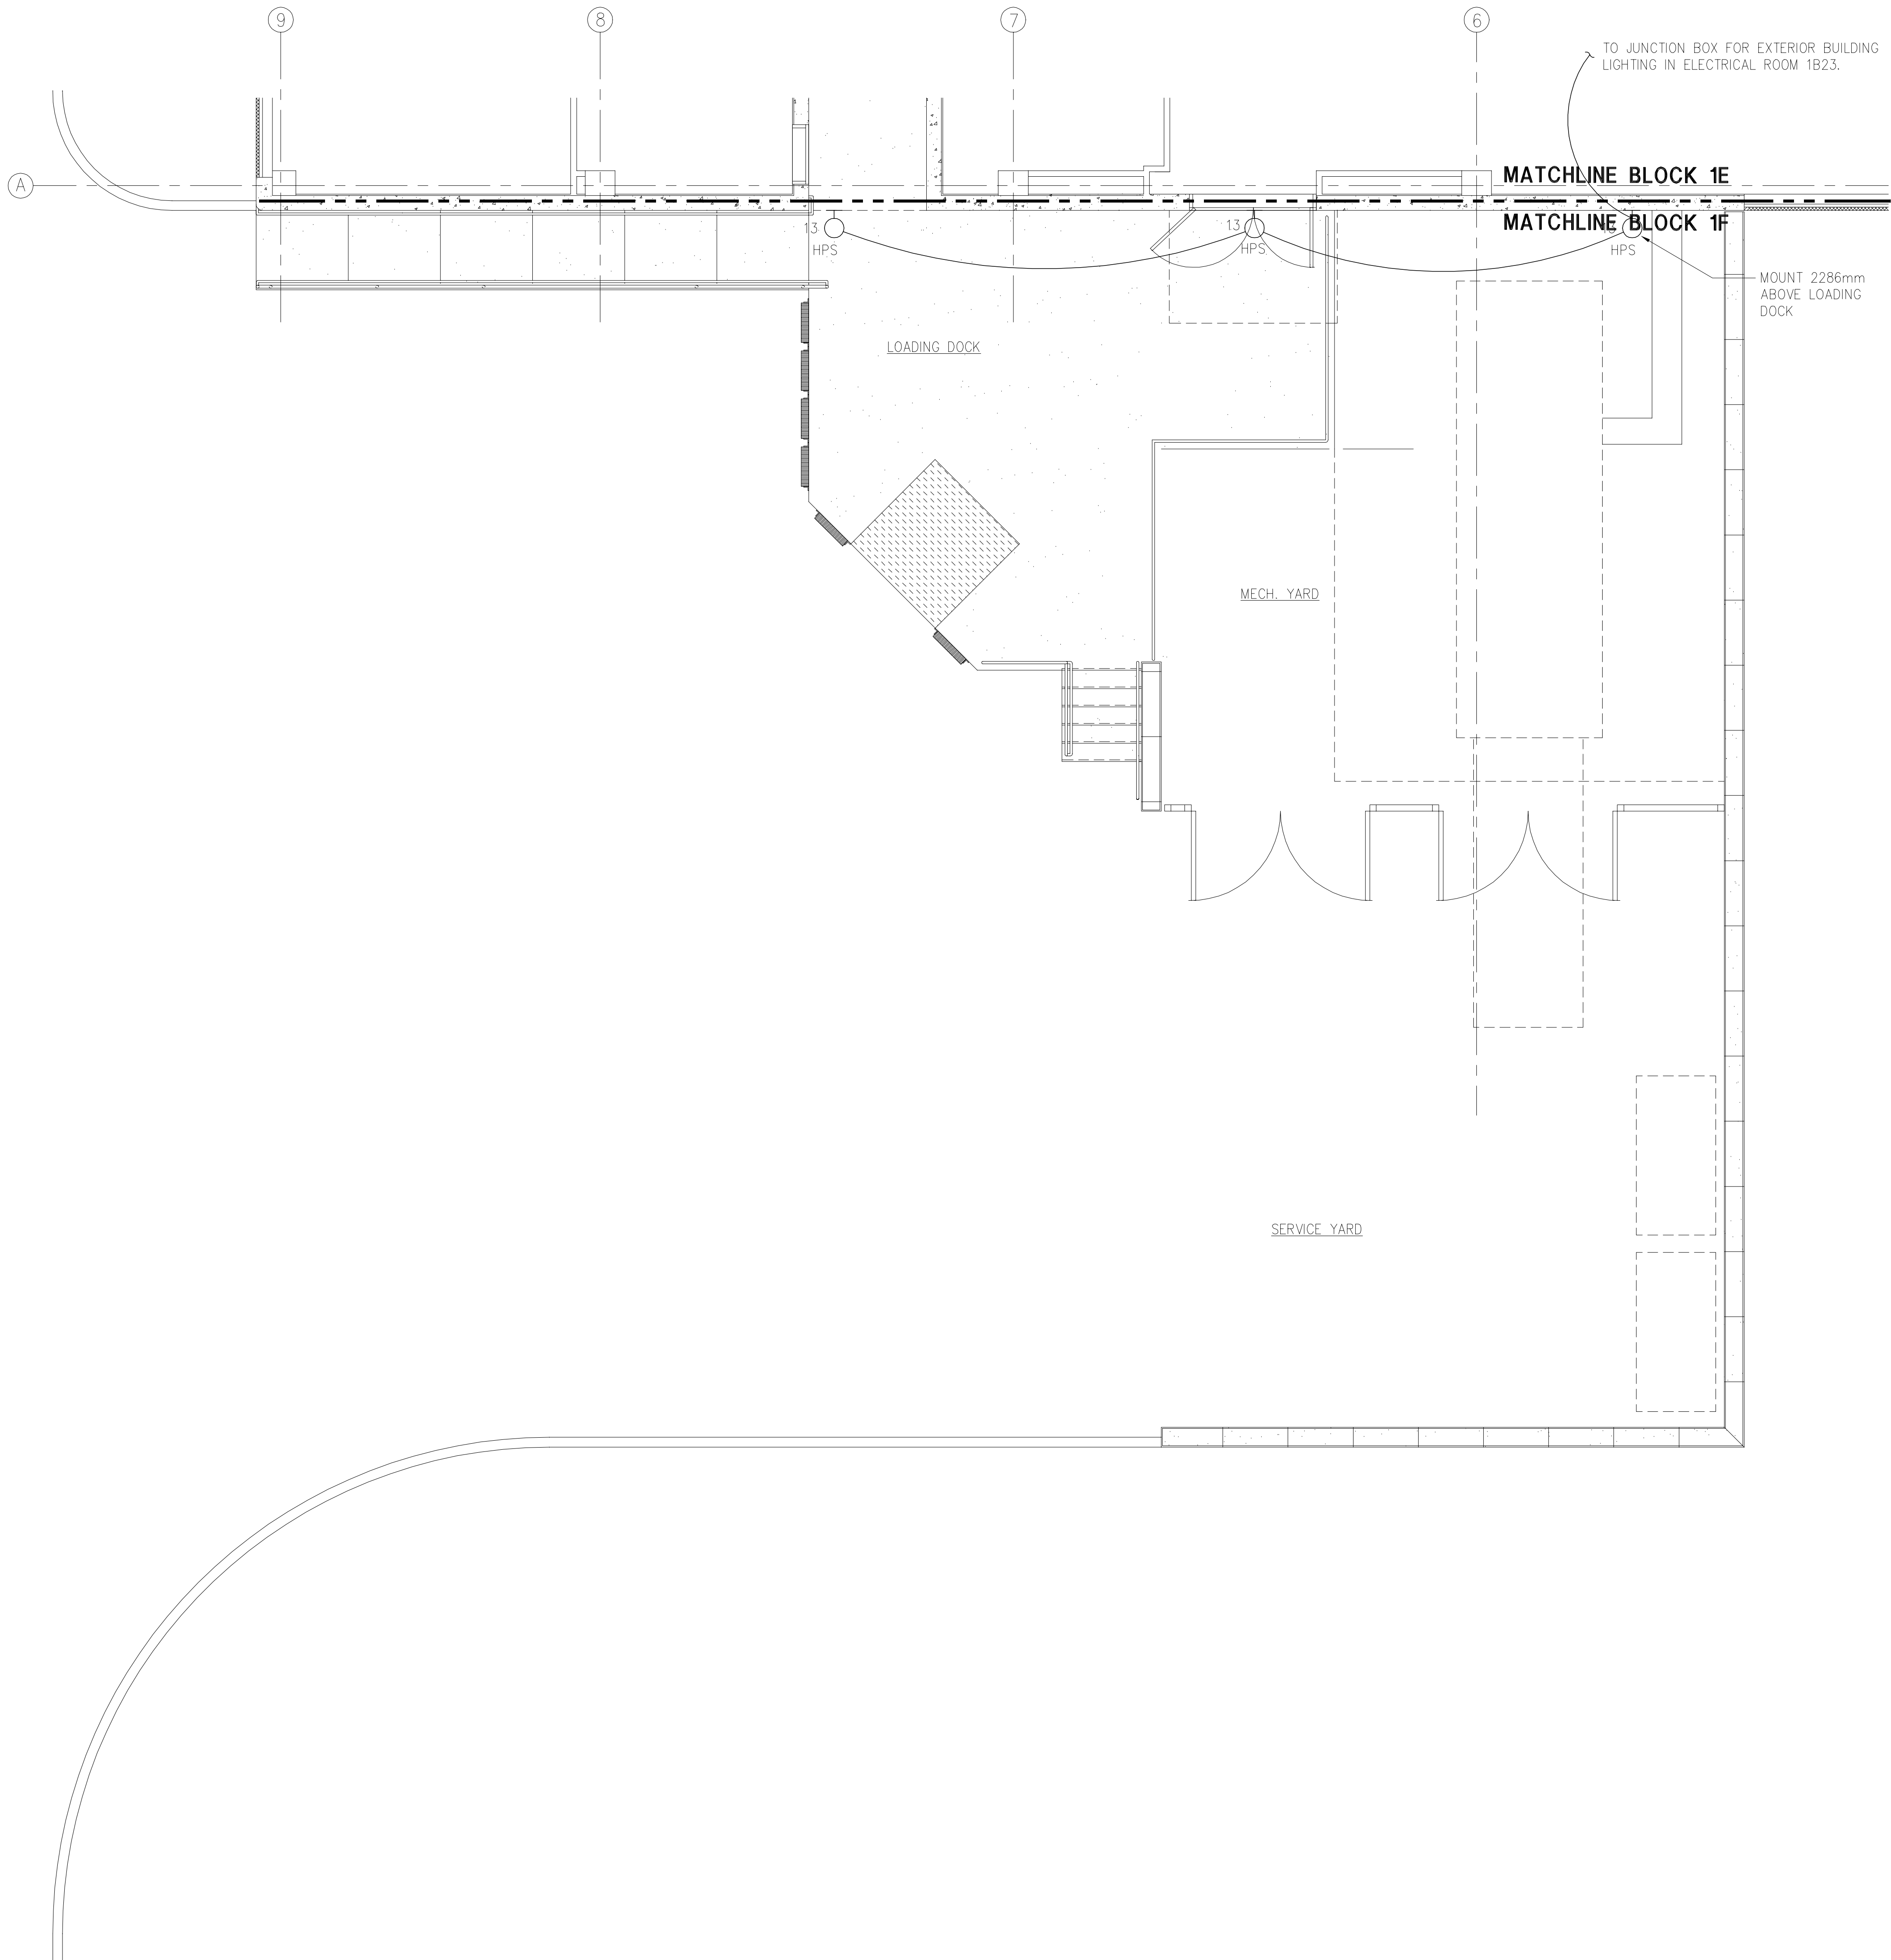 9
8
7
6
TO JUNCTION BOX FOR EXTERIOR BUILDING
LIGHTING IN ELECTRICAL ROOM 1B23.
A
MATCHLINE BLOCK 1E
MATCHLINE BLOCK 1F
13
HPS
13
HPS
HPS
MOUNT 2286mm
ABOVE LOADING
DOCK
LOADING DOCK
MECH. YARD
SERVICE YARD